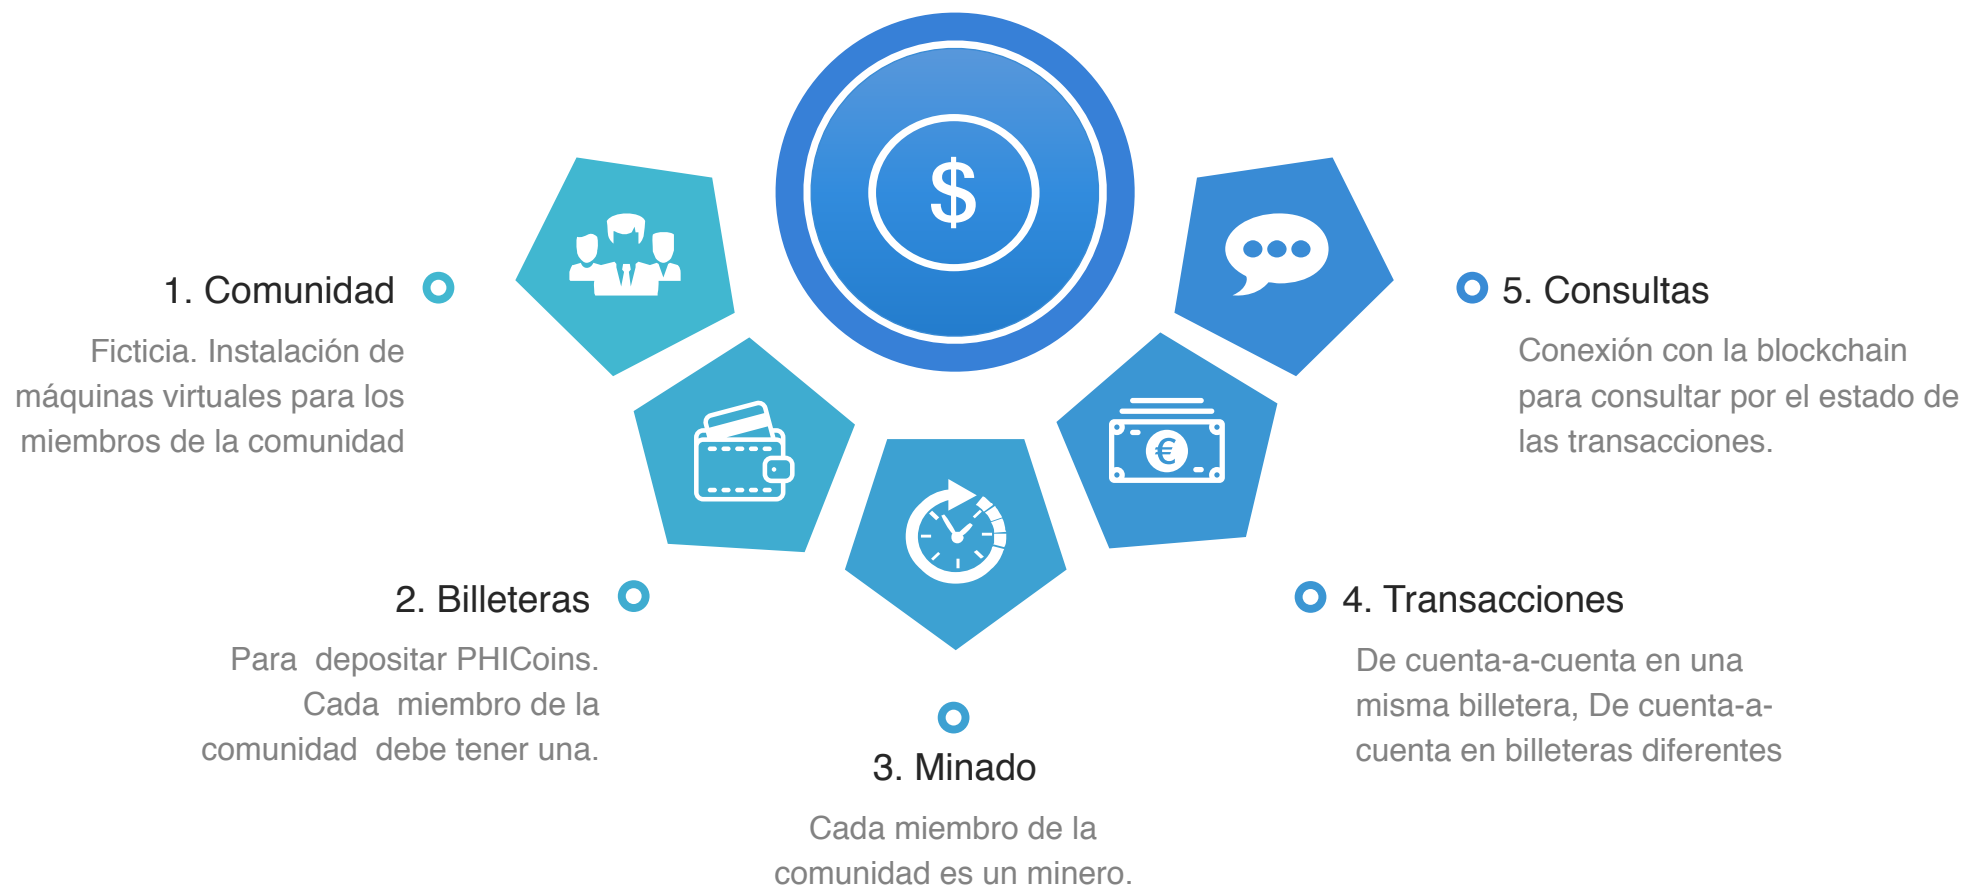 $
1. Comunidad
Ficticia. Instalación de
máquinas virtuales para los
miembros de la comunidad
2. Billeteras
Para  depositar PHICoins.
Cada  miembro de la
comunidad  debe tener una.
3. Minado
Cada miembro de la
comunidad es un minero.
€
4. Transacciones
De cuenta-a-cuenta en una
misma billetera, De cuenta-a-
cuenta en billeteras diferentes
5. Consultas
Conexión con la blockchain
para consultar por el estado de
las transacciones.